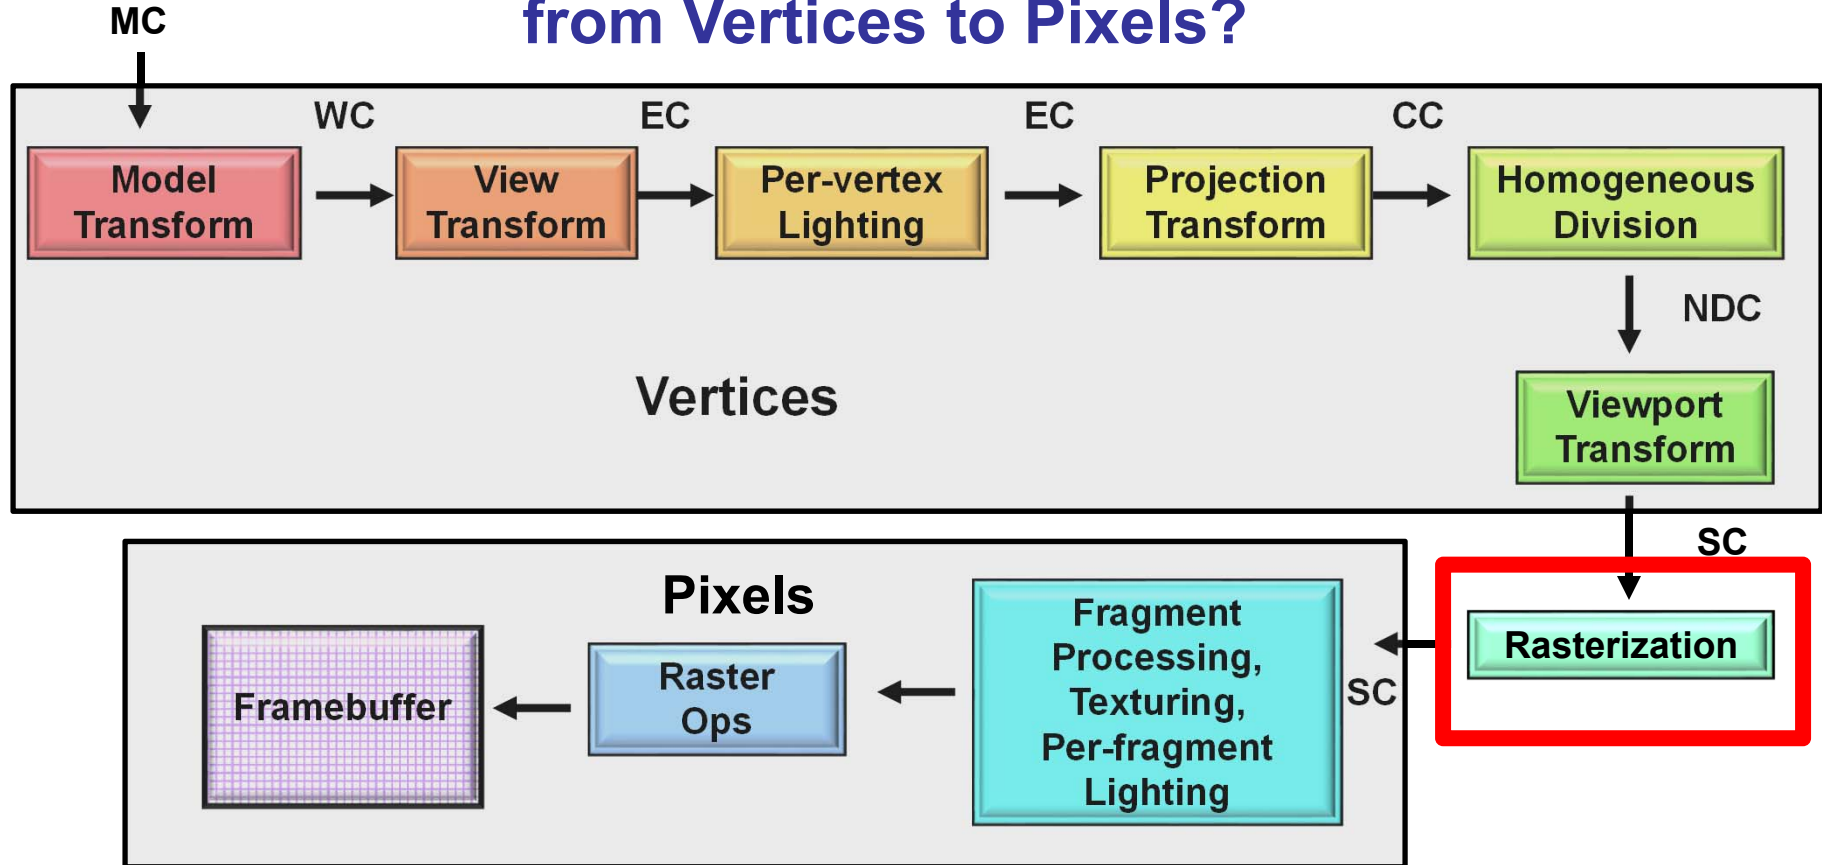 from Vertices to Pixels?
MC
WC
EC
EC
CC
Model
Transform
View
Transform
Per-vertex
Lighting
Projection
Transform
Homogeneous
Division
NDC
Vertices
Viewport
Transform
SC
Pixels
Rasterization
SC
Fragment
Processing,
Texturing,
Per-fragment
Lighting
Raster
Ops
Framebuffer